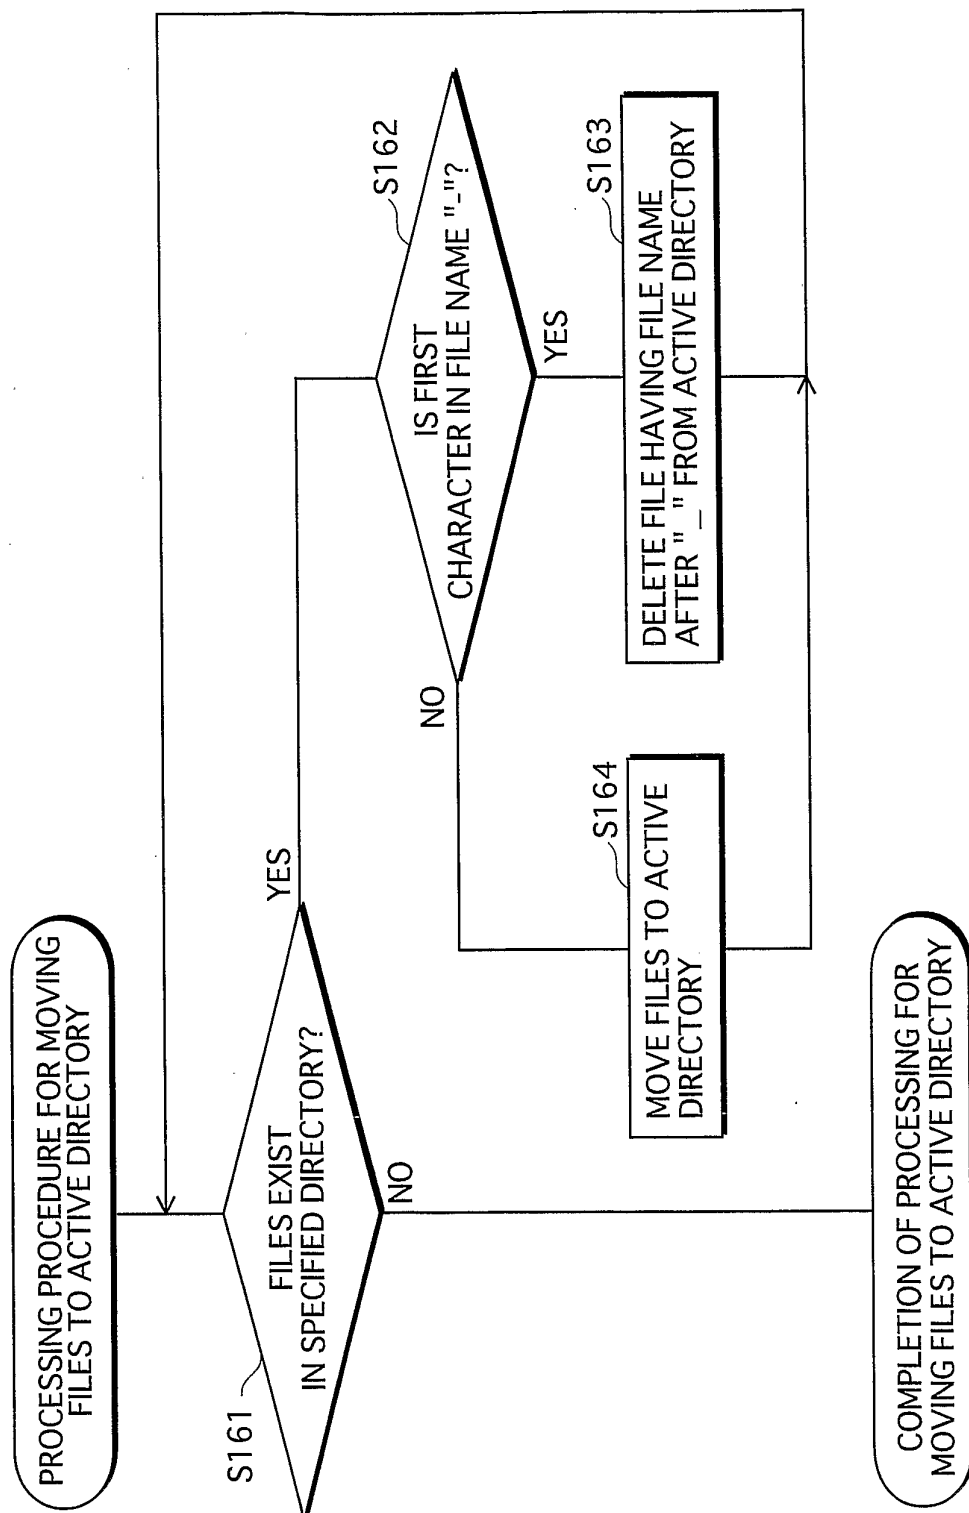 PROCESSING PROCEDURE FOR MOVING
FILES TO ACTIVE DIRECTORY
S161
FILES EXIST
IN SPECIFIED DIRECTORY?
YES
NO
S162
IS FIRST
CHARACTER IN FILE NAME "-"?
NO
YES
S164
MOVE FILES TO ACTIVE
DIRECTORY
S163
DELETE FILE HAVING FILE NAME
AFTER "_" FROM ACTIVE DIRECTORY
COMPLETION OF PROCESSING FOR
MOVING FILES TO ACTIVE DIRECTORY